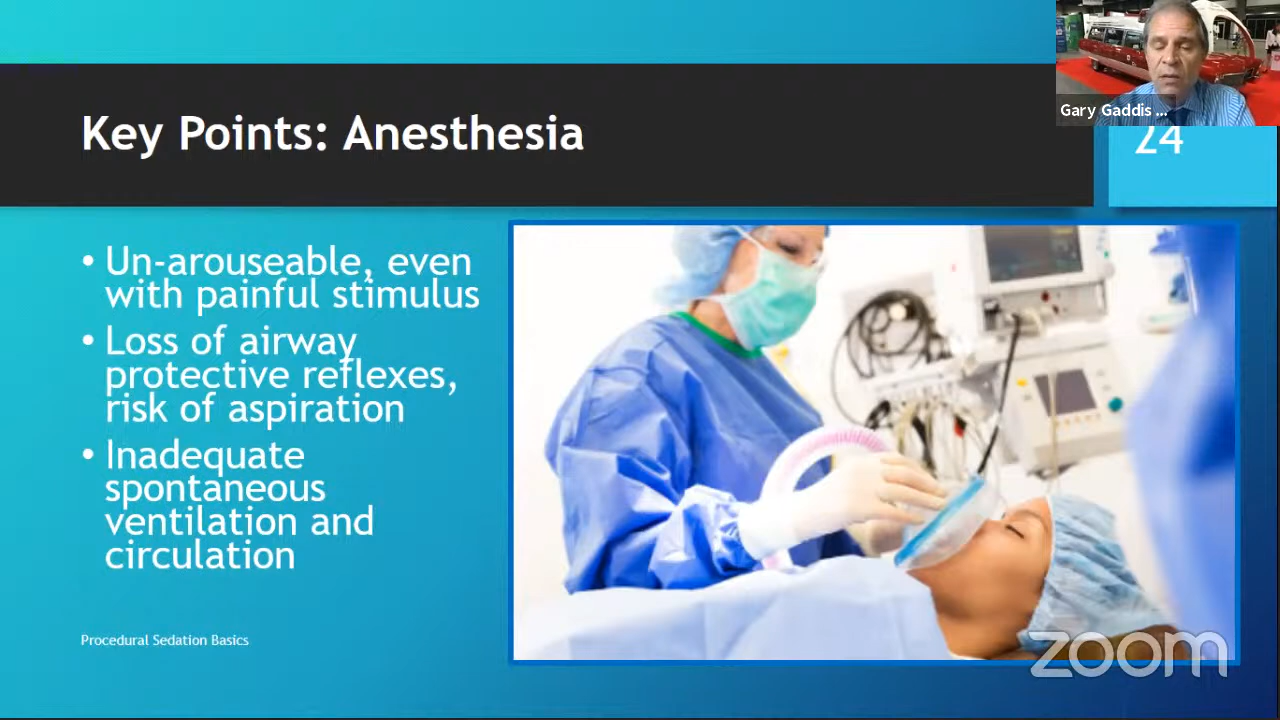 Gary Gaddis ...
Key Points: Anesthesia
24
• Un-arouseable, even
with painful stimulus
• Loss of airway
protective reflexes,
risk of aspiration
• Inadequate
spontaneous
ventilation and
circulation
Procedural Sedation Basics
zoom